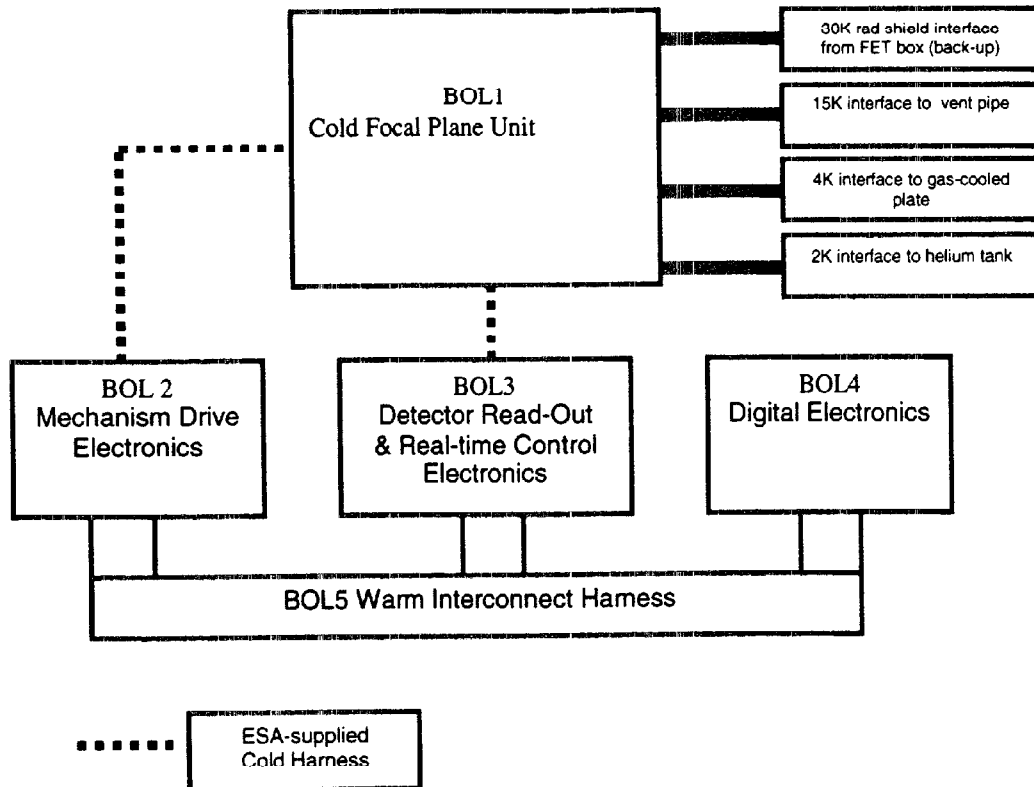 BOL1
Cold Focal Plane Unit
30K rad shield interface
from FET box (back-up)
15K interface to vent pipe
4K interface to gas-cooled
plate
2K interface to helium tank
BOL 2
Mechanism Drive
Electronics
BOL3
Detector Read-Out
& Real-time Control
Electronics
BOL4
Digital Electronics
BOL5 Warm Interconnect Harness
ESA-supplied
Cold Harness